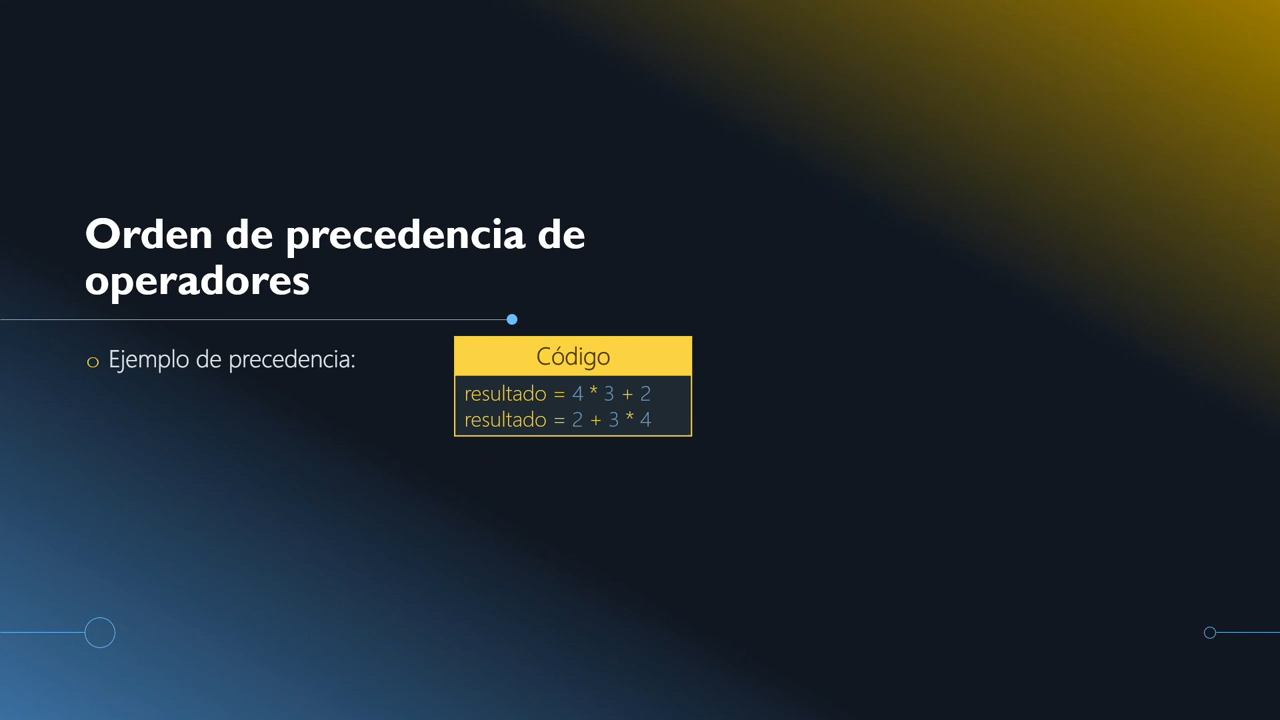 Orden de precedencia de
operadores
Ejemplo de precedencia:
Código
resultado = 4 * 3 + 2
resultado = 2 + 3 * 4